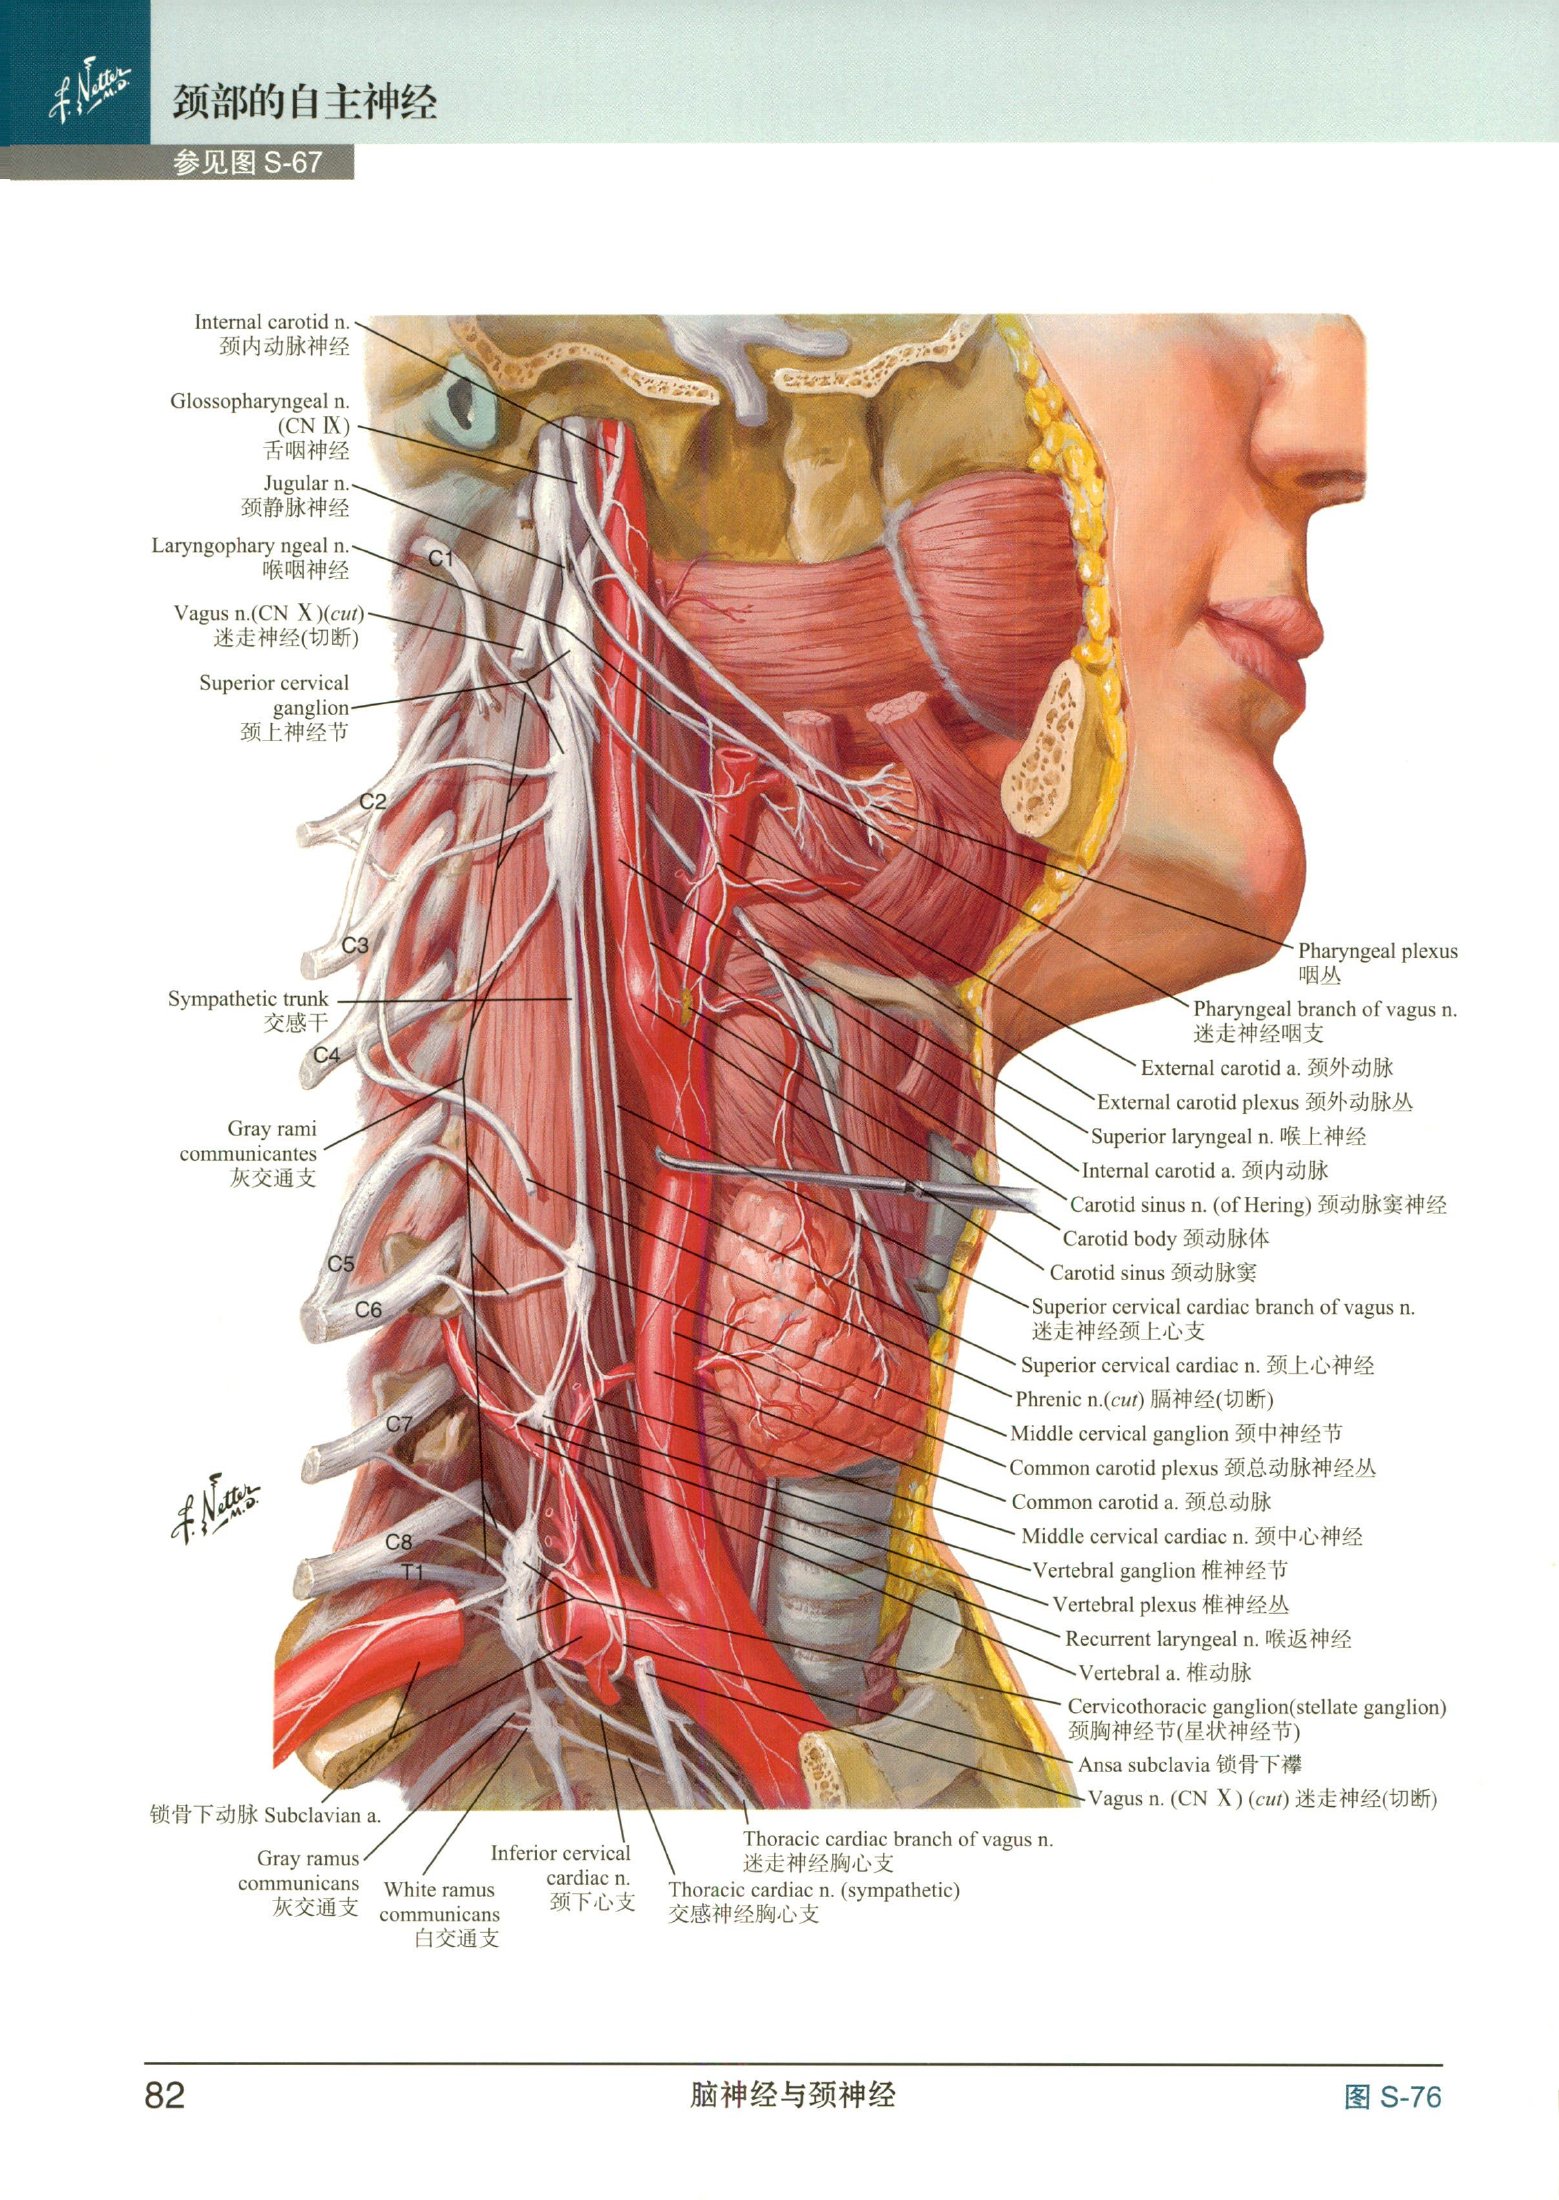 F. Netter M.D.
颈部的自主神经
参见图 S-67
Internal carotid n.
颈内动脉神经
Glossopharyngeal n.
(CN Ⅸ)
舌咽神经
Jugular n.
颈静脉神经
Laryngophary ngeal n.
喉咽神经
Vagus n.(CN Ⅹ)(cut)
迷走神经(切断)
Superior cervical
ganglion
颈上神经节
Sympathetic trunk
交感干
Gray rami
communicantes
灰交通支
C1
C2
C3
C4
C5
C6
C7
C8
T1
F. Netter M.D.
Pharyngeal plexus
咽丛
Pharyngeal branch of vagus n.
迷走神经咽支
External carotid a. 颈外动脉
External carotid plexus 颈外动脉丛
Superior laryngeal n. 喉上神经
Internal carotid a. 颈内动脉
Carotid sinus n. (of Hering) 颈动脉窦神经
Carotid body 颈动脉体
Carotid sinus 颈动脉窦
Superior cervical cardiac branch of vagus n.
迷走神经颈上心支
Superior cervical cardiac n. 颈上心神经
Phrenic n.(cut) 膈神经(切断)
Middle cervical ganglion 颈中神经节
Common carotid plexus 颈总动脉神经丛
Common carotid a. 颈总动脉
Middle cervical cardiac n. 颈中心神经
Vertebral ganglion 椎神经节
Vertebral plexus 椎神经丛
Recurrent laryngeal n. 喉返神经
Vertebral a. 椎动脉
Cervicothoracic ganglion(stellate ganglion)
颈胸神经节(星状神经节)
Ansa subclavia 锁骨下襻
Vagus n. (CN Ⅹ) (cut) 迷走神经(切断)
锁骨下动脉 Subclavian a.
Gray ramus
communicans
灰交通支
White ramus
communicans
白交通支
Inferior cervical
cardiac n.
颈下心支
Thoracic cardiac branch of vagus n.
迷走神经胸心支
Thoracic cardiac n. (sympathetic)
交感神经胸心支
82
脑神经与颈神经
图 S-76